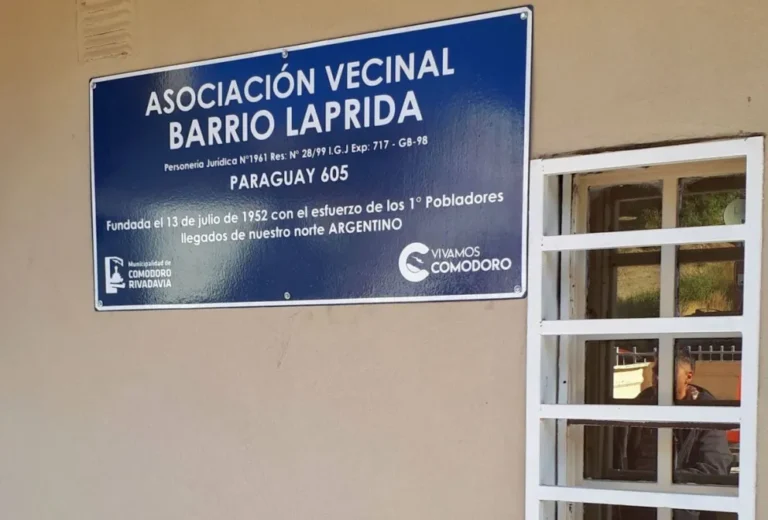 ASOCIACIÓN VECINAL
BARRIO LAPRIDA
Personería Jurídica N°1961 Res: N° 28/99 I.G.J Exp: 717 - GB-98
PARAGUAY 605
Fundada el 13 de julio de 1952 con el esfuerzo de los 1° Pobladores
llegados de nuestro norte ARGENTINO
Municipalidad de
COMODORO
RIVADAVIA
VIVAMOS
COMODORO